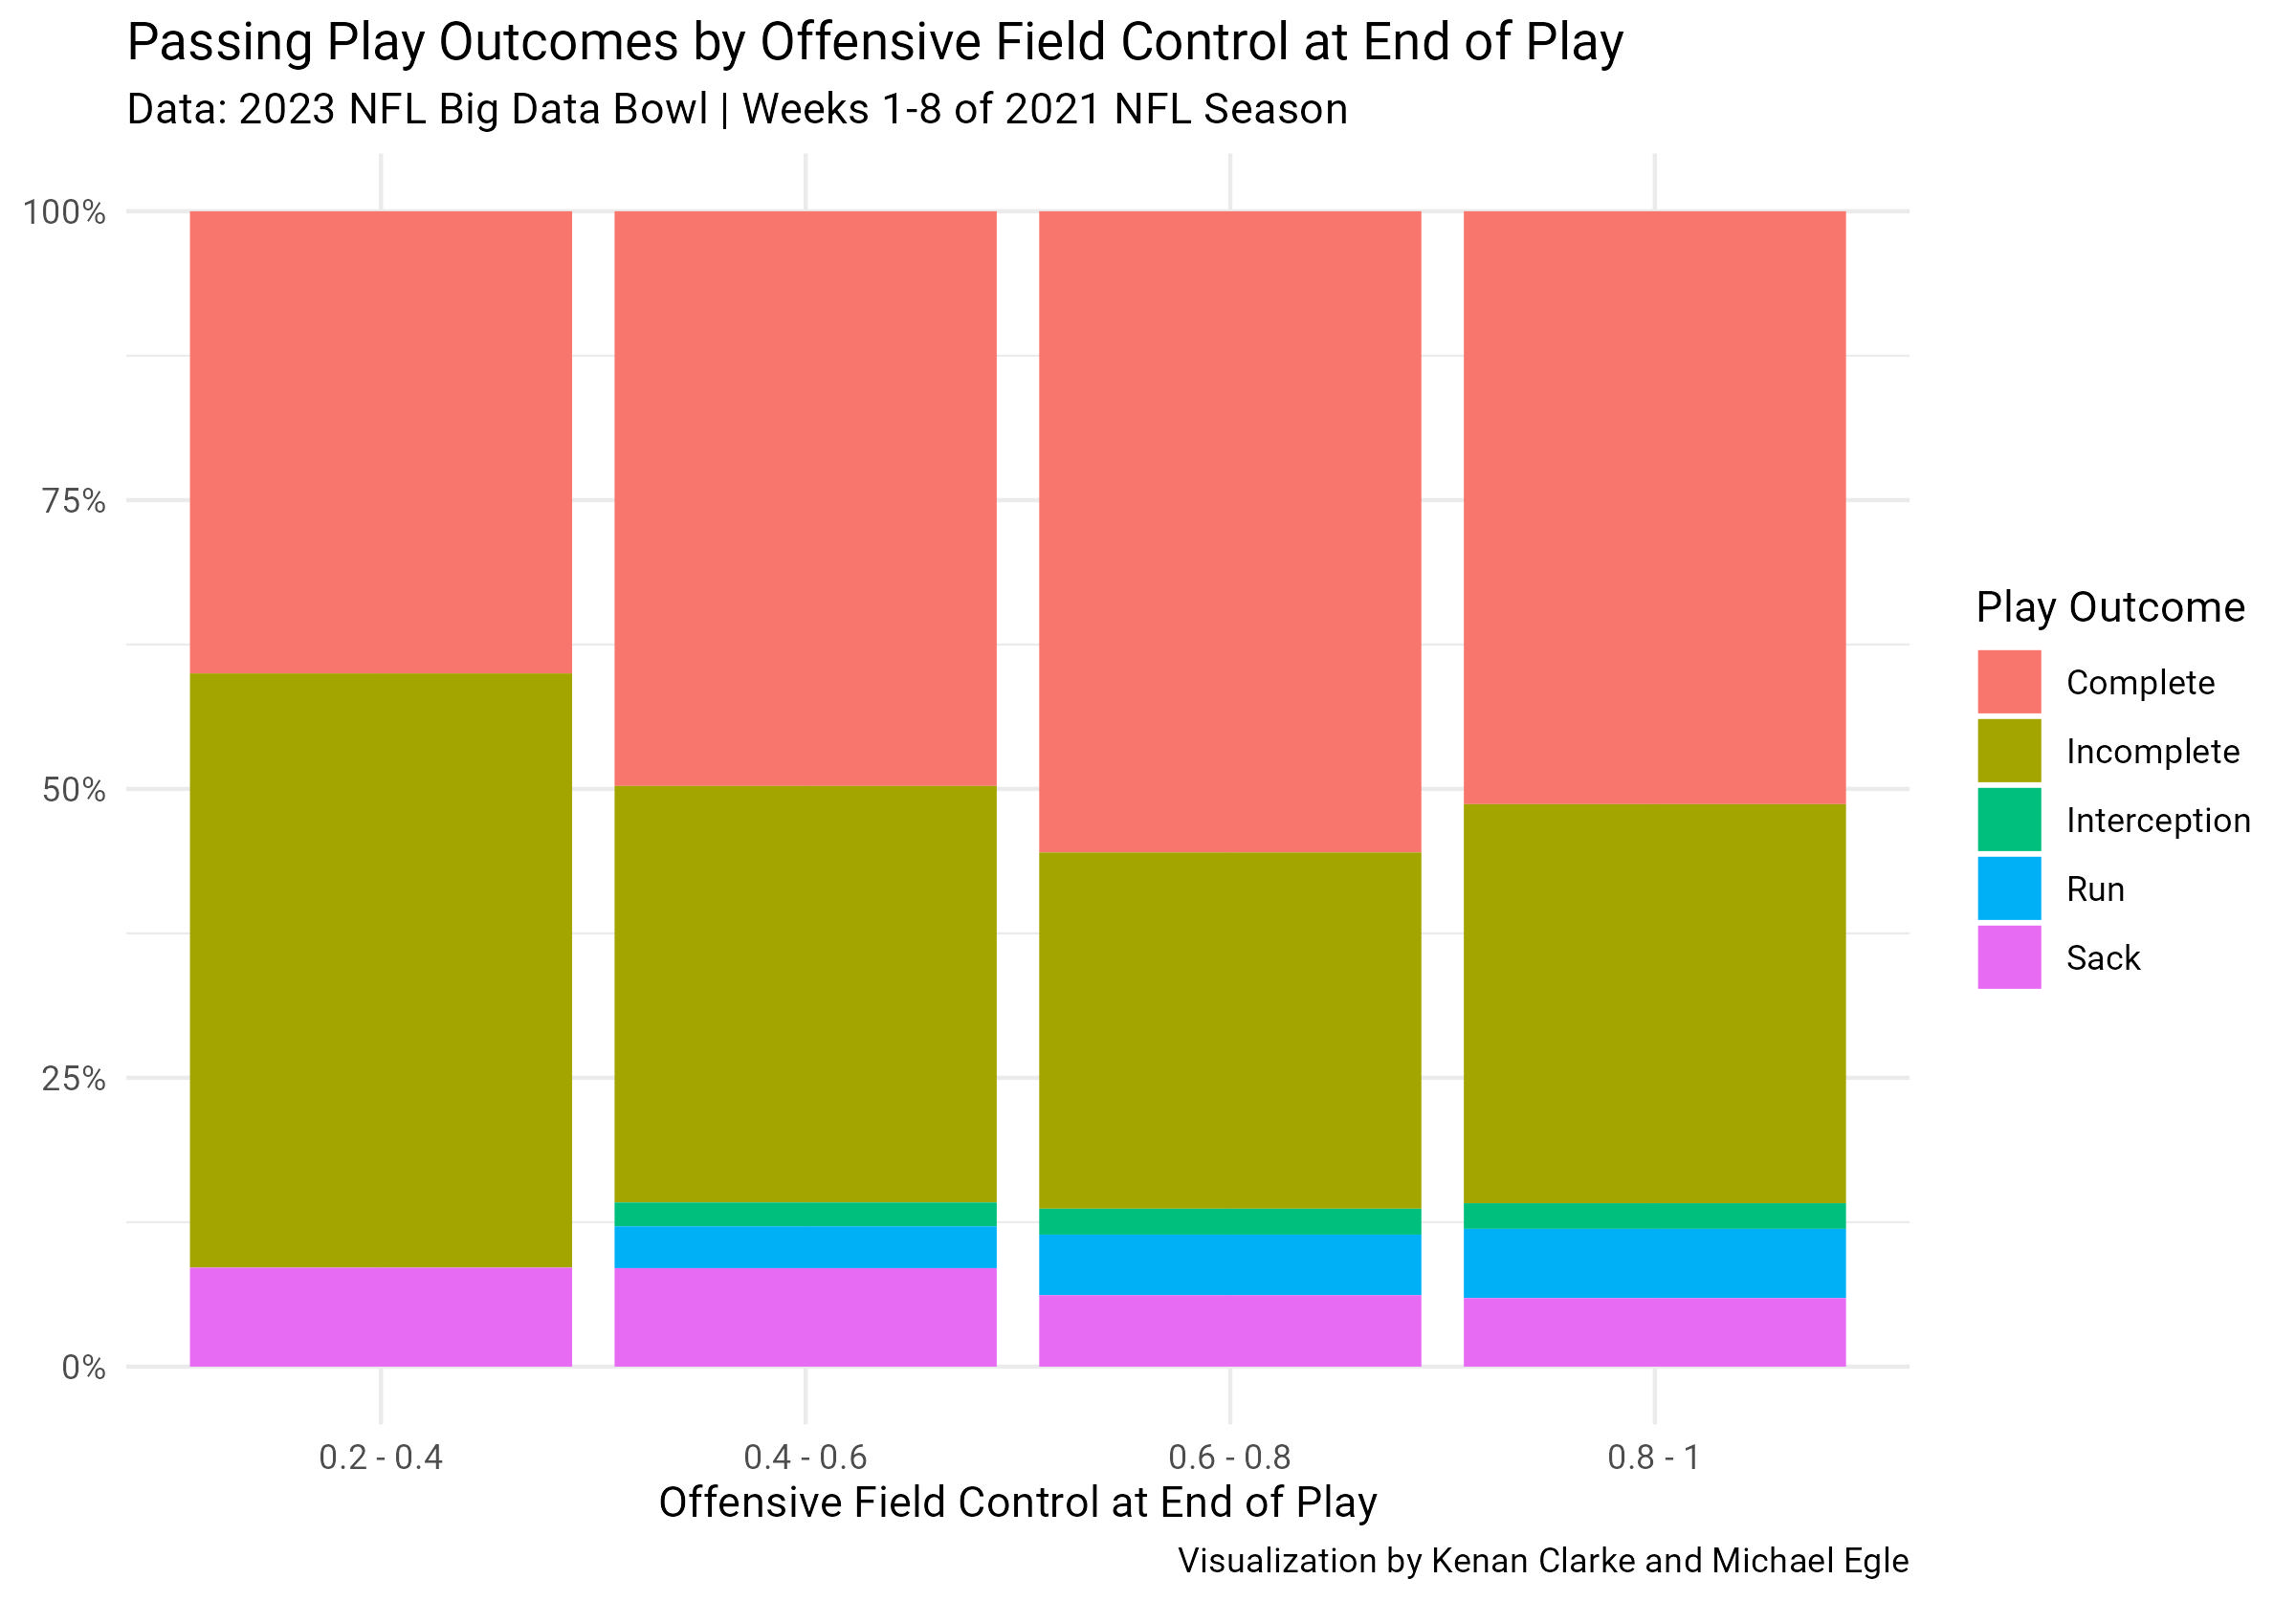 Passing Play Outcomes by Offensive Field Control at End of Play
Data: 2023 NFL Big Data Bowl | Weeks 1-8 of 2021 NFL Season
100%
75%
50%
25%
0%
0.2 - 0.4
0.4 - 0.6
0.6 - 0.8
0.8 - 1
Offensive Field Control at End of Play
Play Outcome
Complete
Incomplete
Interception
Run
Sack
Visualization by Kenan Clarke and Michael Egle